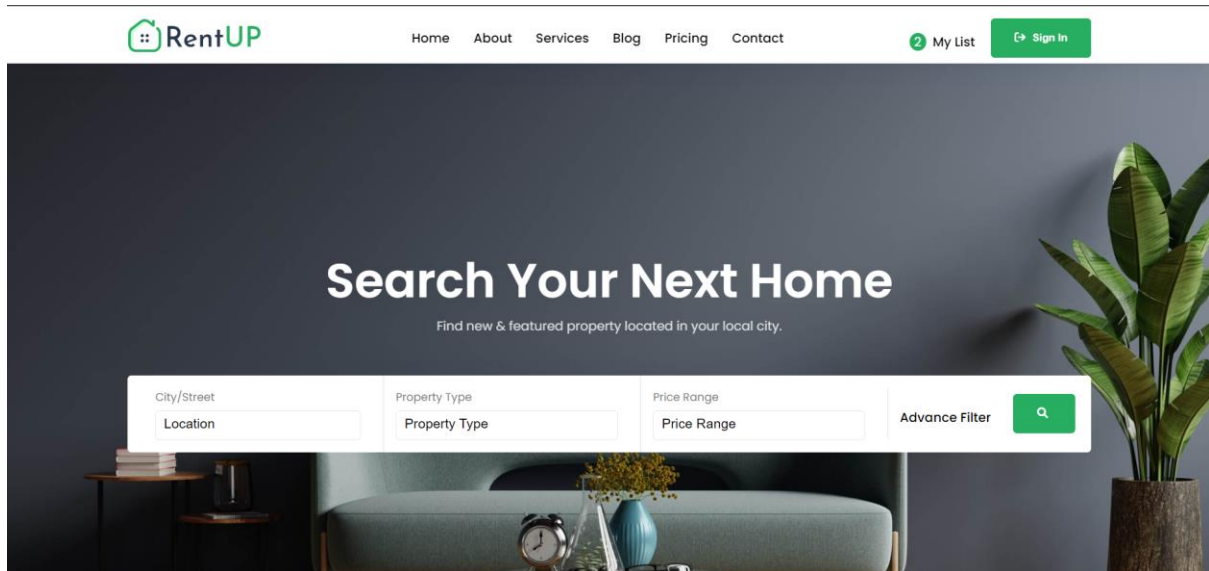 RentUP
Home About Services Blog Pricing Contact
2 My List
Sign In
Search Your Next Home
Find new & featured property located in your local city.
City/Street Property Type Price Range
Location Property Type Price Range
Advance Filter